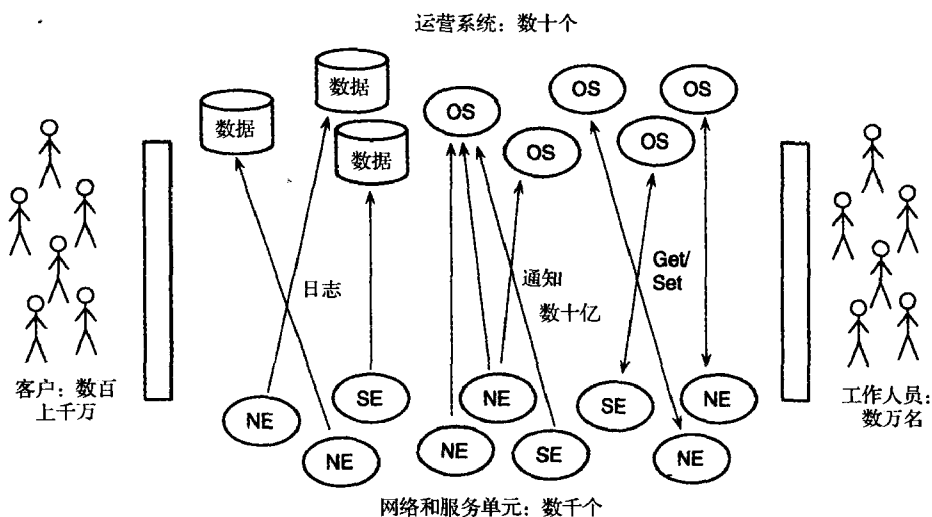 运营系统：数十个
数据
数据
数据
OS
OS
OS
OS
OS
日志
通知
数十亿
Get/
Set
客户：数百
上千万
工作人员：
数万名
NE
NE
SE
NE
NE
SE
SE
NE
NE
网络和服务单元：数千个